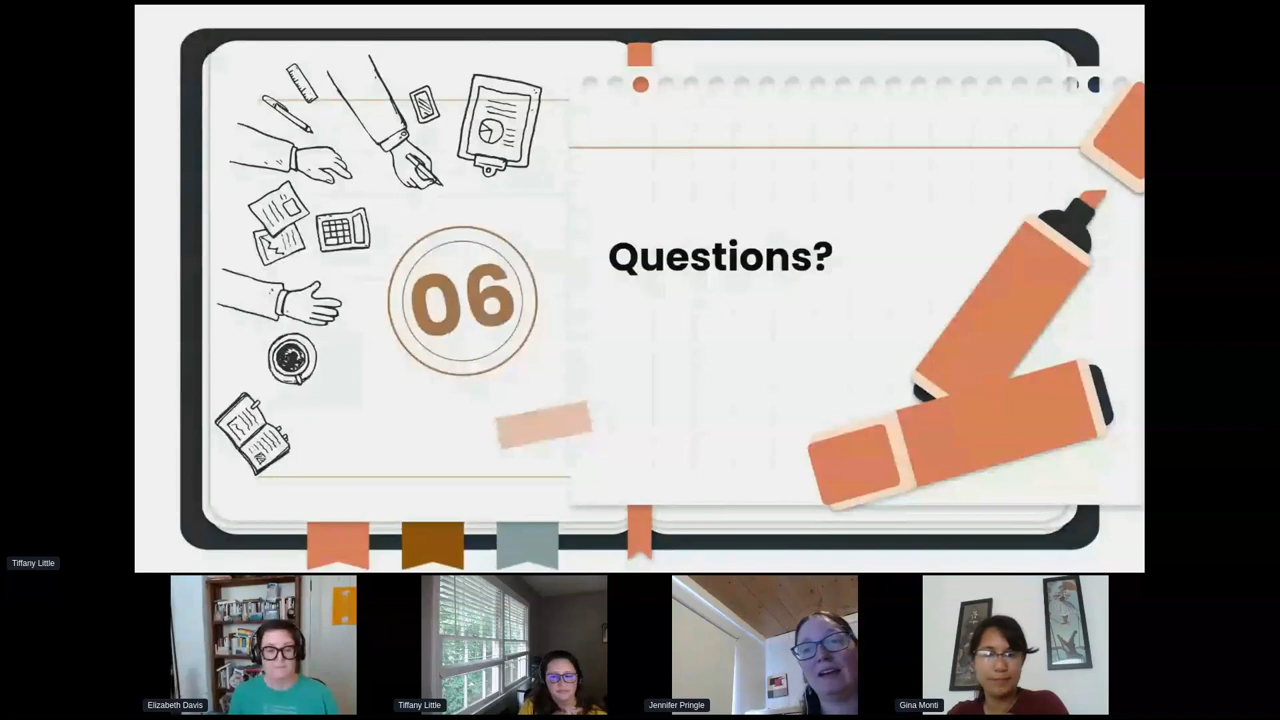 06
Questions?
Tiffany Little
Elizabeth Davis
Tiffany Little
Jennifer Pringle
Gina Monti